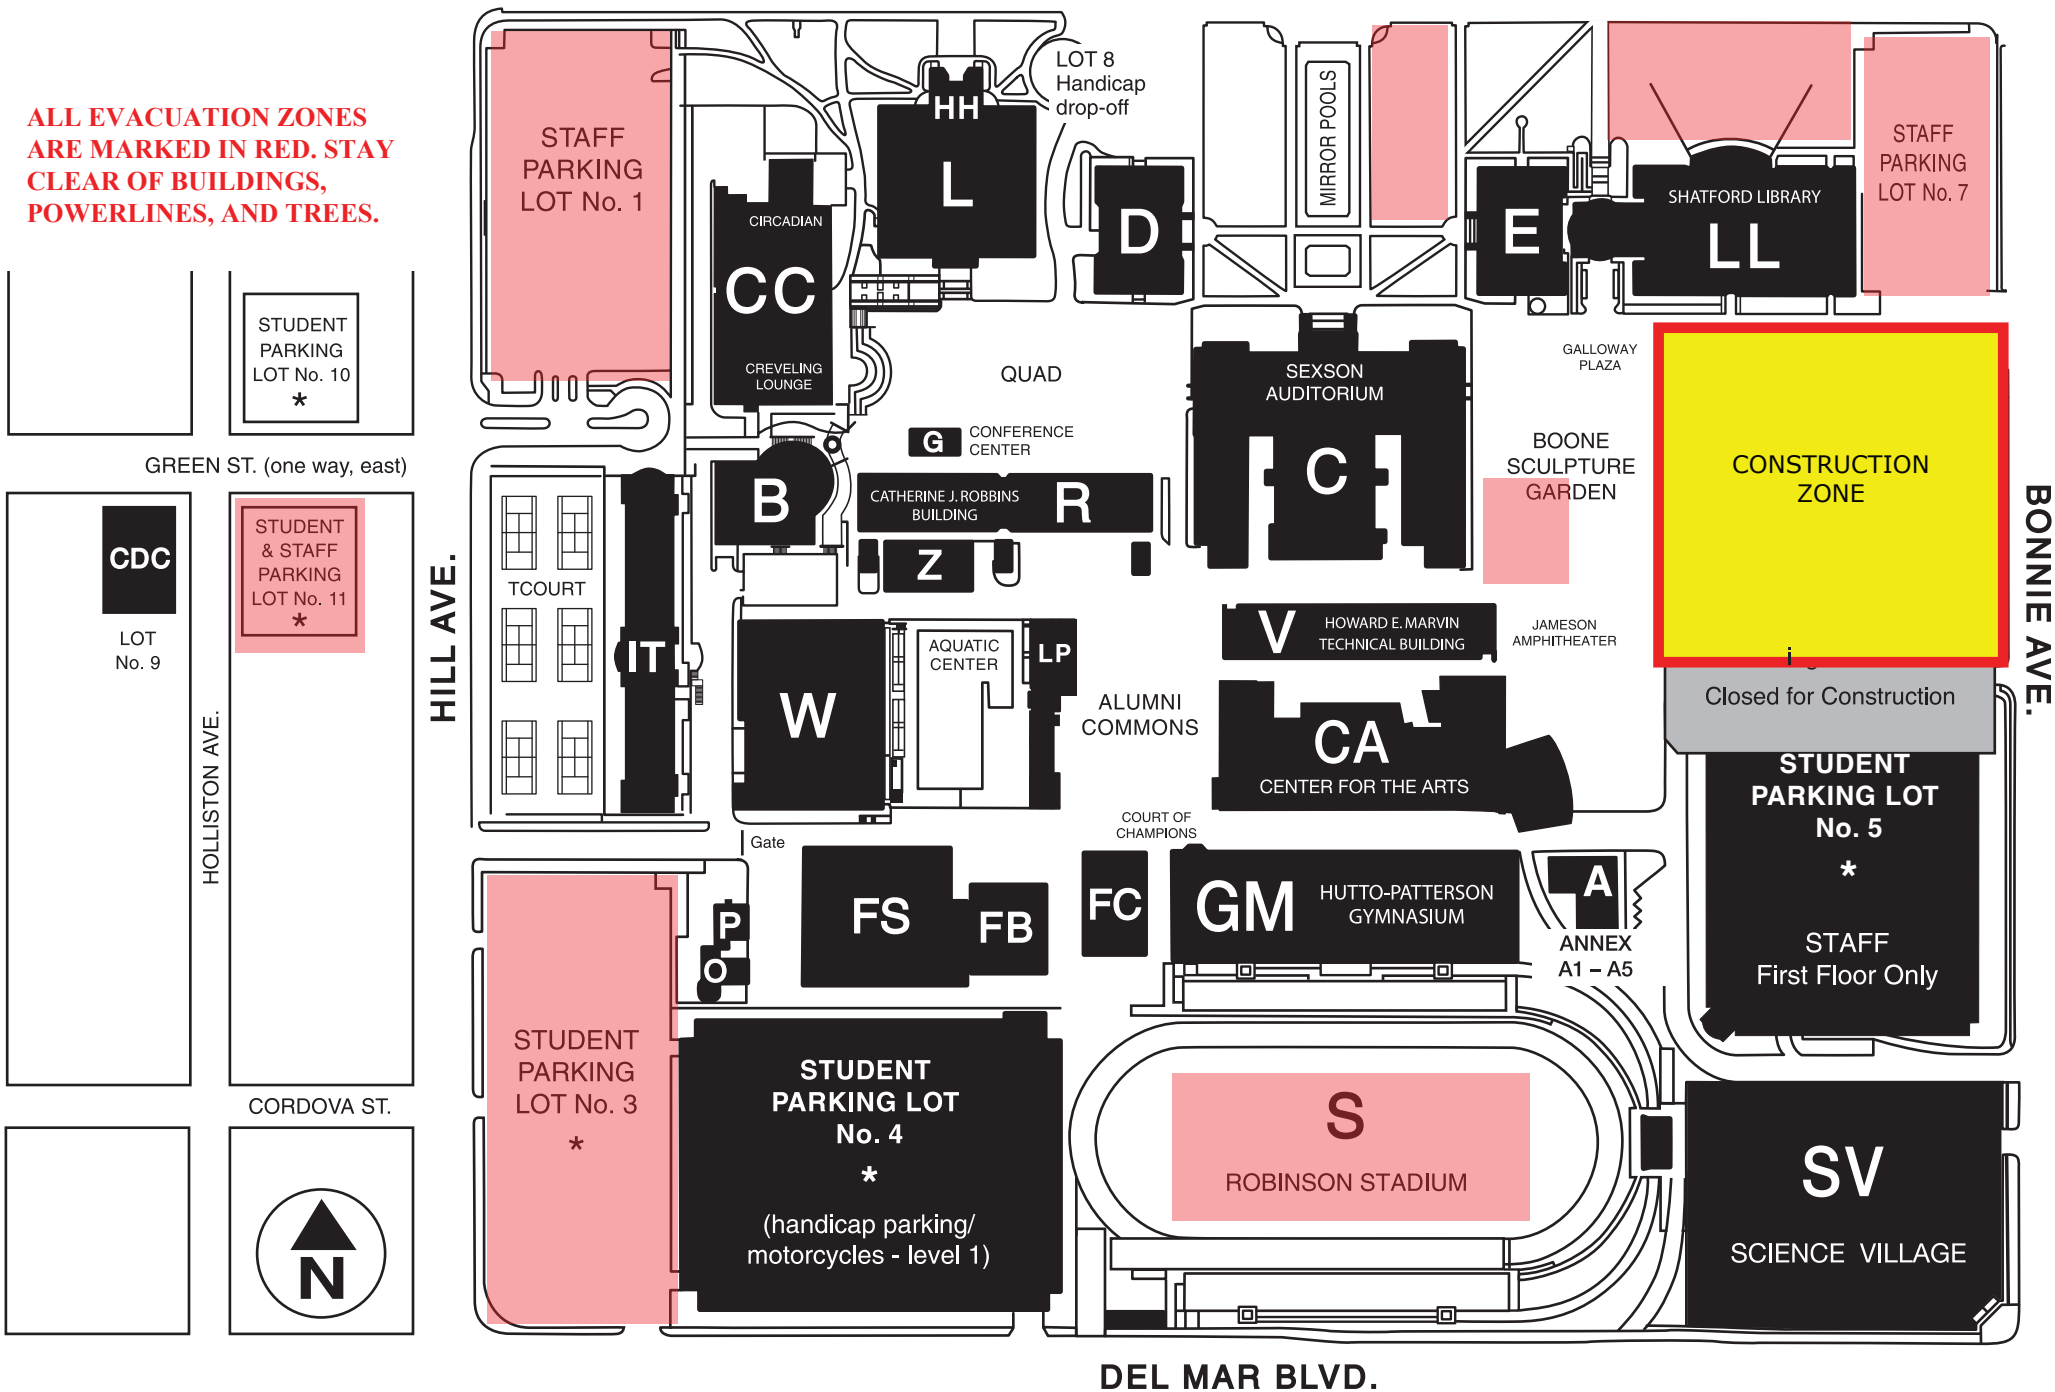 ALL EVACUATION ZONES
ARE MARKED IN RED. STAY
CLEAR OF BUILDINGS,
POWERLINES, AND TREES.
STAFF
PARKING
LOT No. 1
HH
L
LOT 8
Handicap
drop-off
D
MIRROR POOLS
E
SHATFORD LIBRARY
LL
STAFF
PARKING
LOT No. 7
CIRCADIAN
CC
CREVELING
LOUNGE
STUDENT
PARKING
LOT No. 10
*
QUAD
SEXSON
AUDITORIUM
C
GALLOWAY
PLAZA
BOONE
SCULPTURE
GARDEN
CONSTRUCTION
ZONE
BONNIE AVE.
GREEN ST. (one way, east)
G
CONFERENCE
CENTER
B
CATHERINE J. ROBBINS
BUILDING
R
Z
CDC
LOT
No. 9
STUDENT
& STAFF
PARKING
LOT No. 11
*
HOLLISTON AVE.
HILL AVE.
TCOURT
IT
W
AQUATIC
CENTER
LP
ALUMNI
COMMONS
V
HOWARD E. MARVIN
TECHNICAL BUILDING
JAMESON
AMPHITHEATER
CA
CENTER FOR THE ARTS
Closed for Construction
STUDENT
PARKING LOT
No. 5
*
STAFF
First Floor Only
Gate
COURT OF
CHAMPIONS
P
O
FS
FB
FC
GM
HUTTO-PATTERSON
GYMNASIUM
A
ANNEX
A1 – A5
STUDENT
PARKING
LOT No. 3
*
STUDENT
PARKING LOT
No. 4
*
(handicap parking/
motorcycles - level 1)
S
ROBINSON STADIUM
SV
SCIENCE VILLAGE
CORDOVA ST.
N
DEL MAR BLVD.